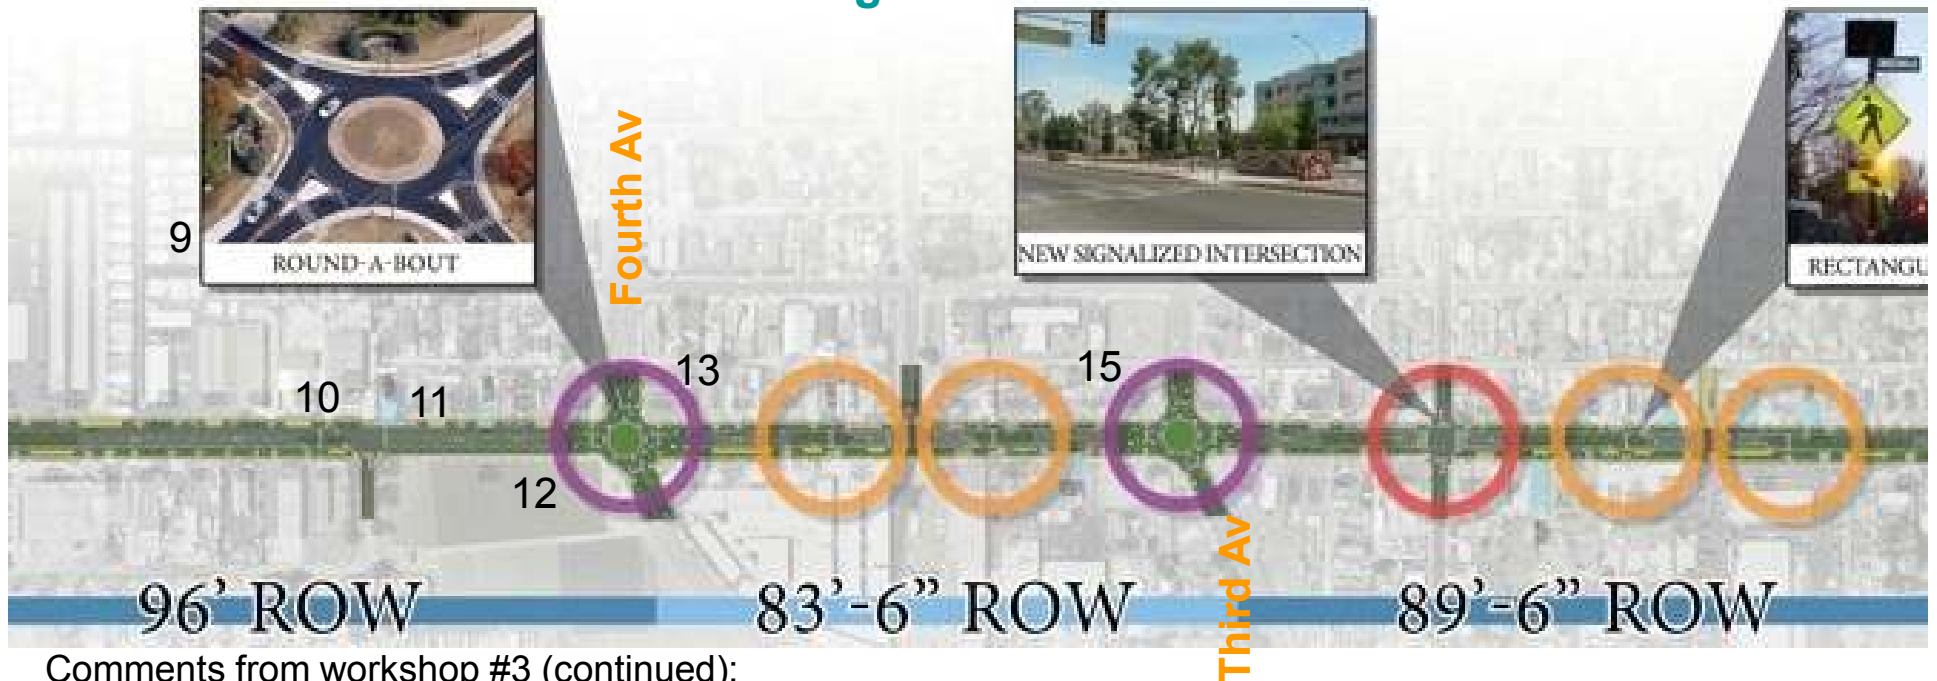 g
Fourth Av
9
ROUND-A-BOUT
NEW SIGNALIZED INTERSECTION
RECTANGU
10
11
12
13
15
Third Av
96’ ROW
83’-6” ROW
89’-6” ROW
Comments from workshop #3 (continued):